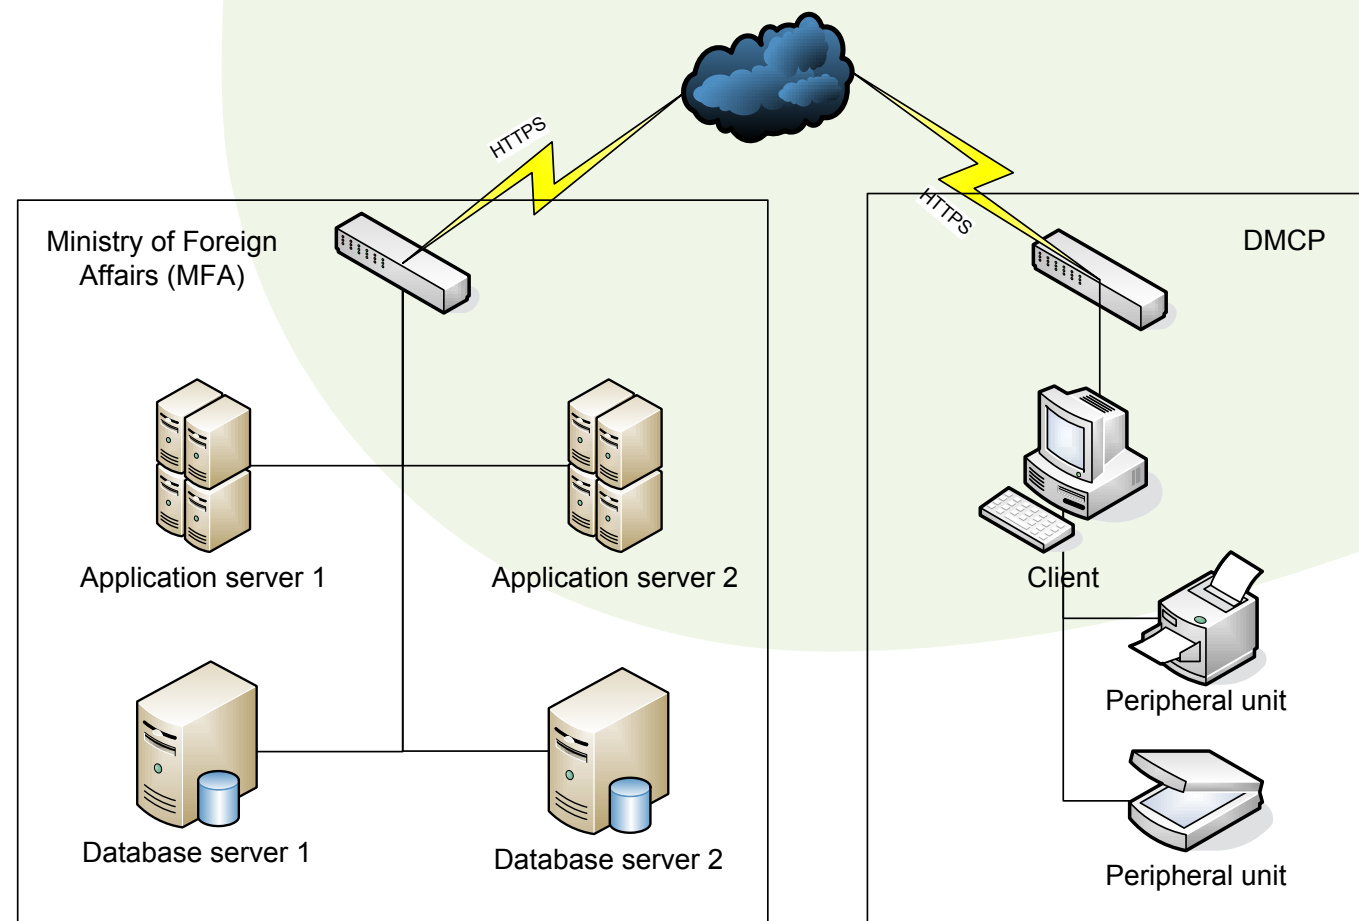 HTTPS
HTTPS
Ministry of Foreign
Affairs (MFA)
DMCP
Application server 1
Application server 2
Client
Peripheral unit
Database server 1
Database server 2
Peripheral unit